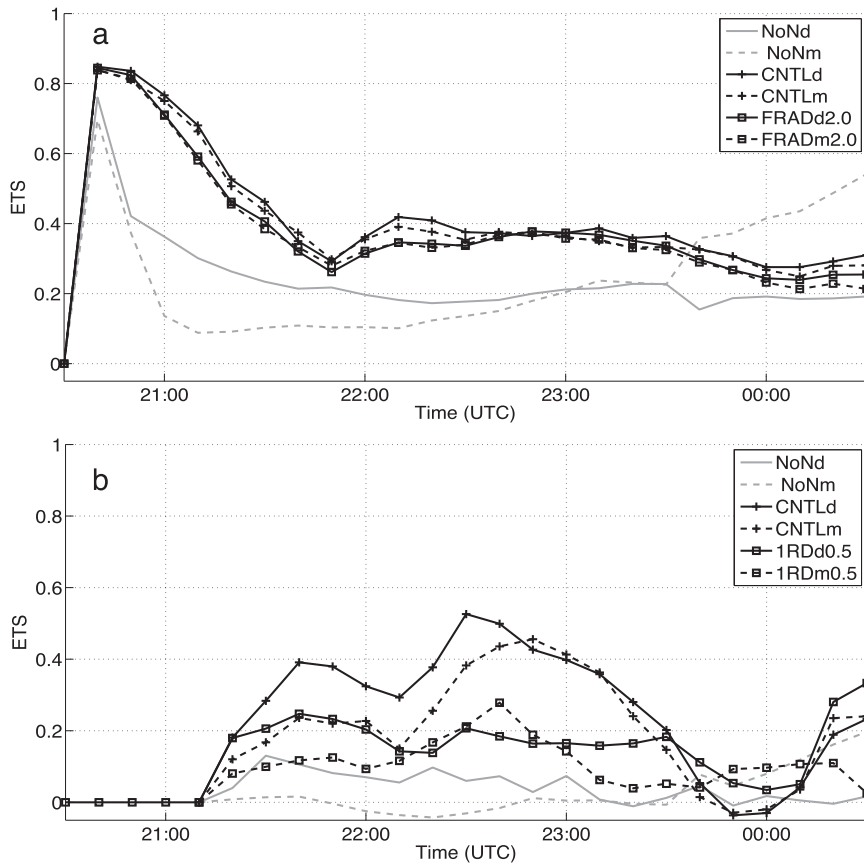 a
1
0.8
0.6
0.4
0.2
0
ETS
21:00 22:00 23:00 00:00
Time (UTC)
NoNd
NoNm
CNTLd
CNTLm
FRADd2.0
FRADm2.0
b
1
0.8
0.6
0.4
0.2
0
ETS
21:00 22:00 23:00 00:00
Time (UTC)
NoNd
NoNm
CNTLd
CNTLm
1RDd0.5
1RDm0.5